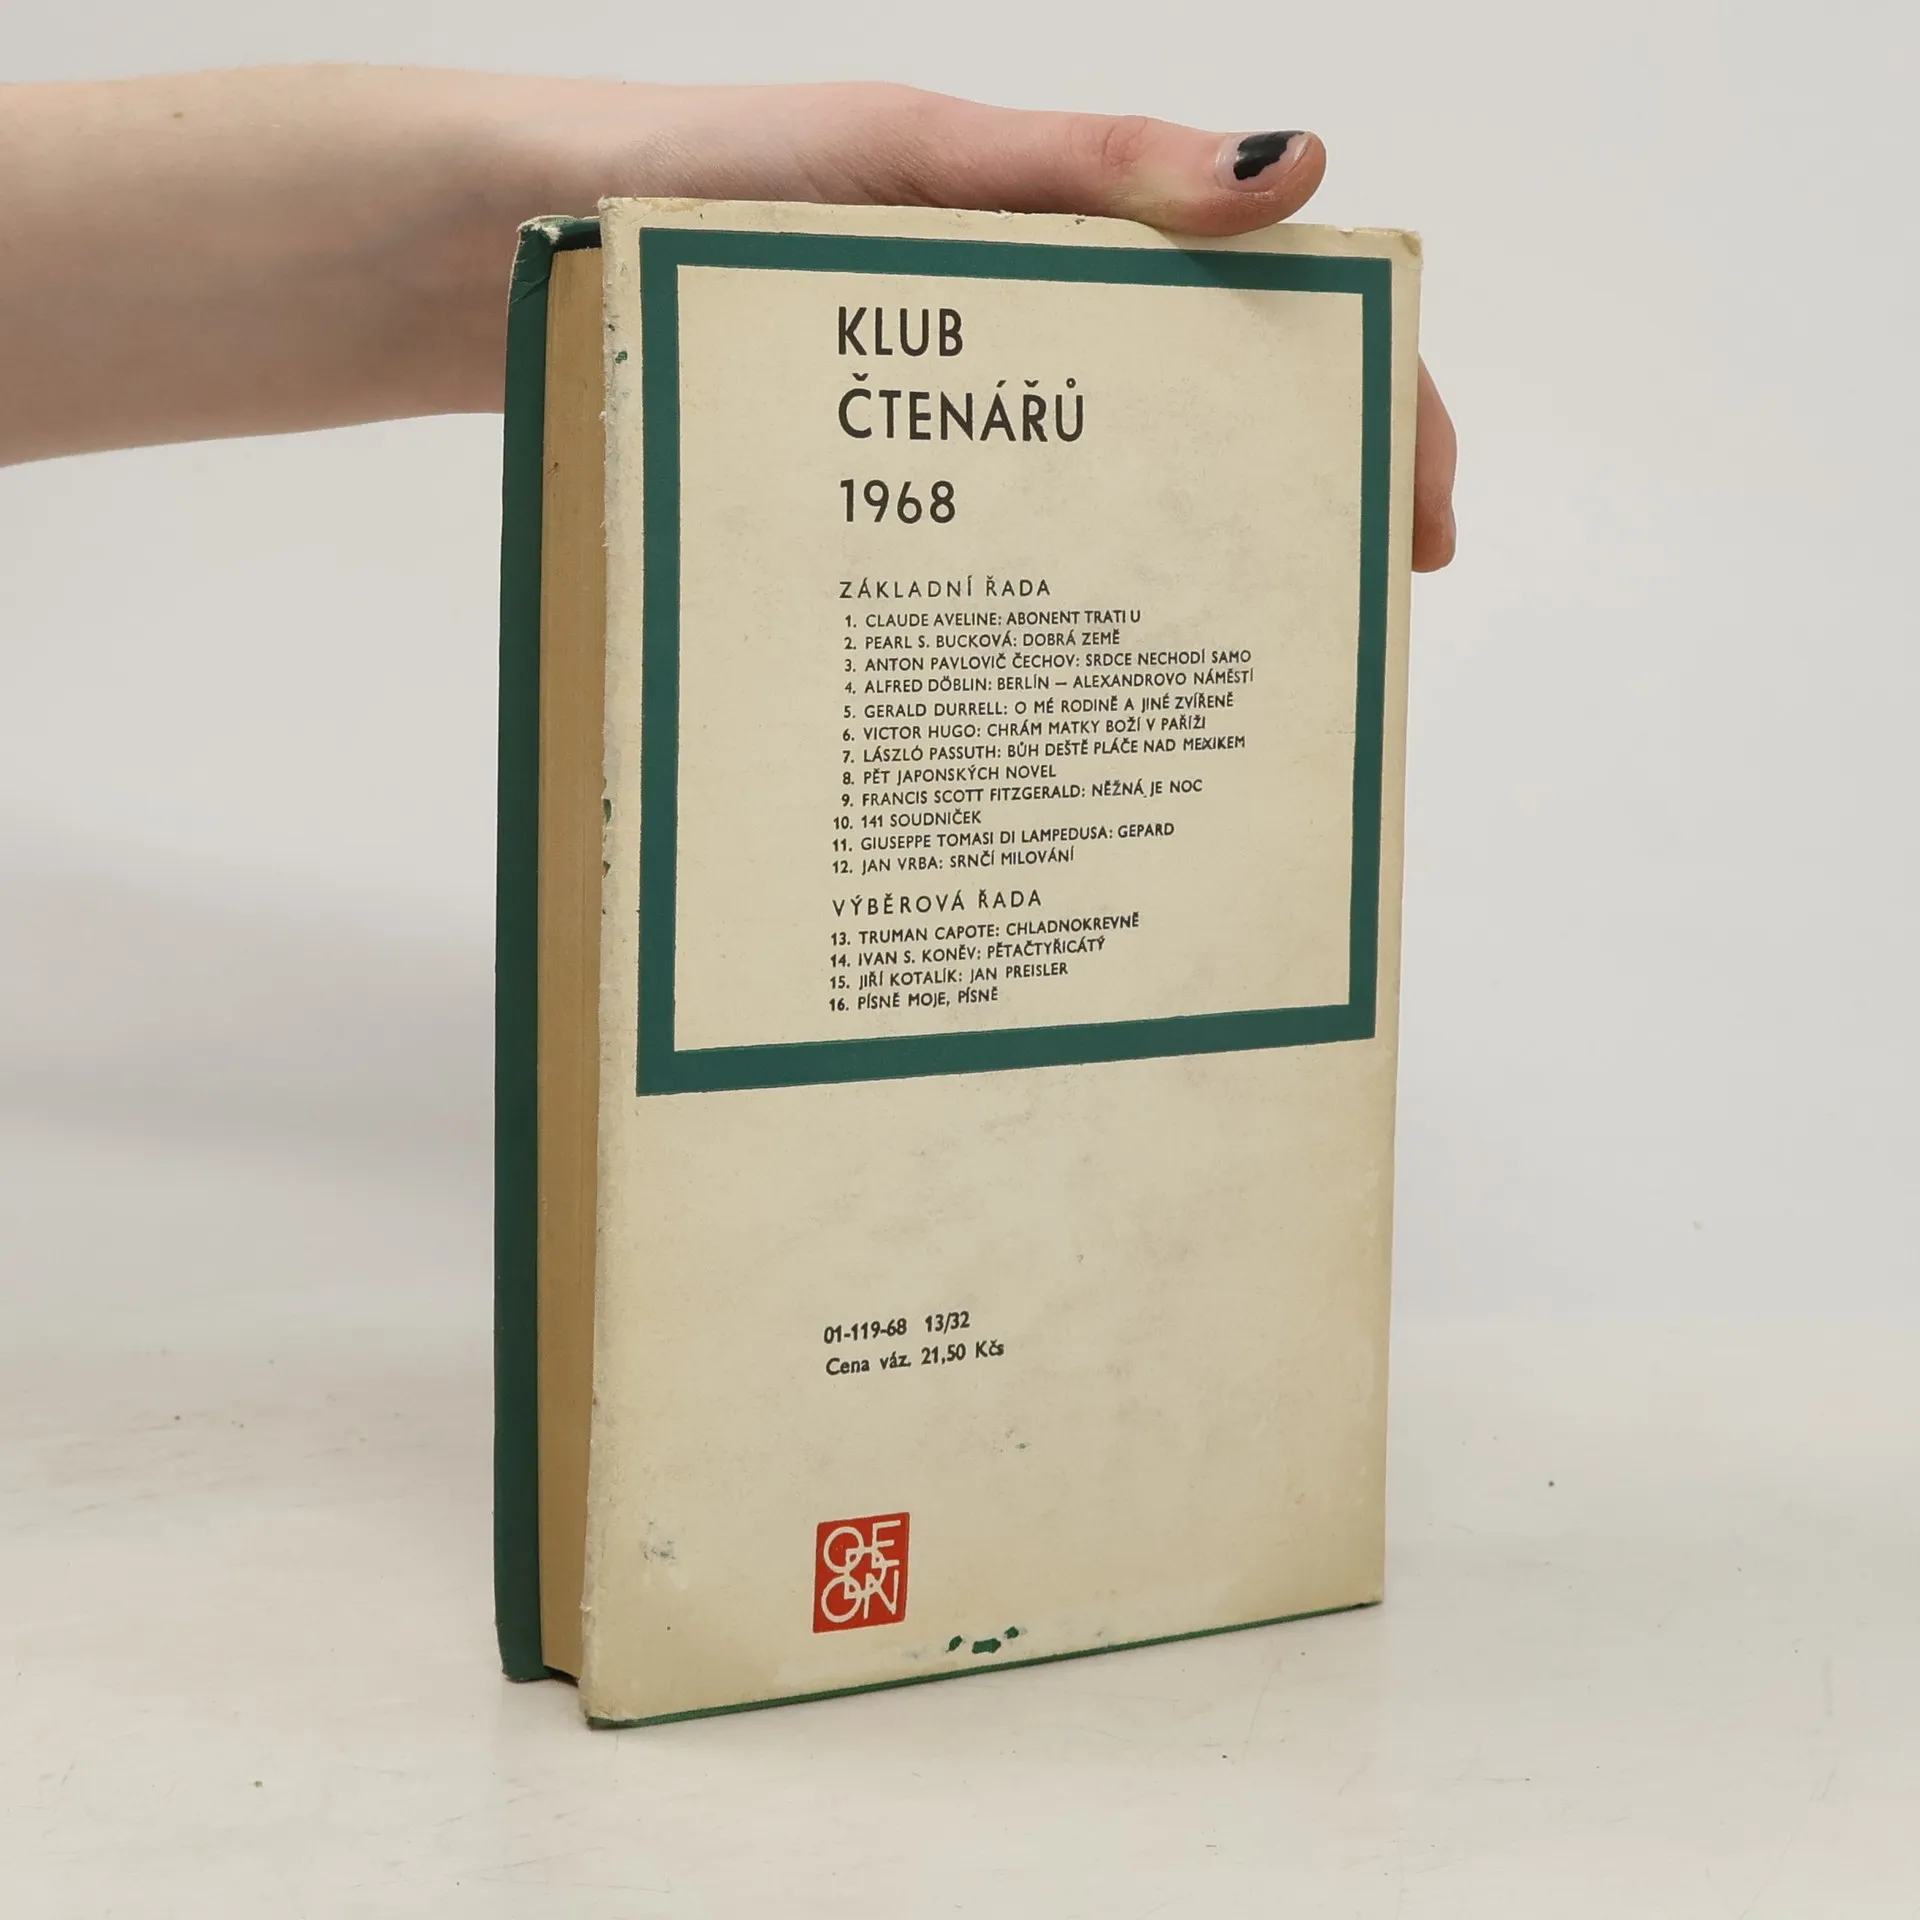 KLUB
ČTENÁŘŮ
1968
ZÁKLADNÍ ŘADA
1. CLAUDE AVELINE: ABONENT TRATI U
2. PEARL S. BUCKOVÁ: DOBRÁ ZEMĚ
3. ANTON PAVLOVIČ ČECHOV: SRDCE NECHODÍ SAMO
4. ALFRED DÖBLIN: BERLÍN – ALEXANDROVO NÁMĚSTÍ
5. GERALD DURRELL: O MÉ RODINĚ A JINÉ ZVÍŘENĚ
6. VICTOR HUGO: CHRÁM MATKY BOŽÍ V PAŘÍŽI
7. LÁSZLÓ PASSUTH: BŮH DEŠTĚ PLÁČE NAD MEXIKEM
8. PĚT JAPONSKÝCH NOVEL
9. FRANCIS SCOTT FITZGERALD: NĚŽNÁ JE NOC
10. 141 SOUDNIČEK
11. GIUSEPPE TOMASI DI LAMPEDUSA: GEPARD
12. JAN VRBA: SRNČÍ MILOVÁNÍ
VÝBĚROVÁ ŘADA
13. TRUMAN CAPOTE: CHLADNOKREVNĚ
14. IVAN S. KONĚV: PĚTAČTYŘICÁTÝ
15. JIŘÍ KOTALÍK: JAN PREISLER
16. PÍSNĚ MOJE, PÍSNĚ
01-119-68 13/32
Cena váz. 21,50 Kčs
ODEON